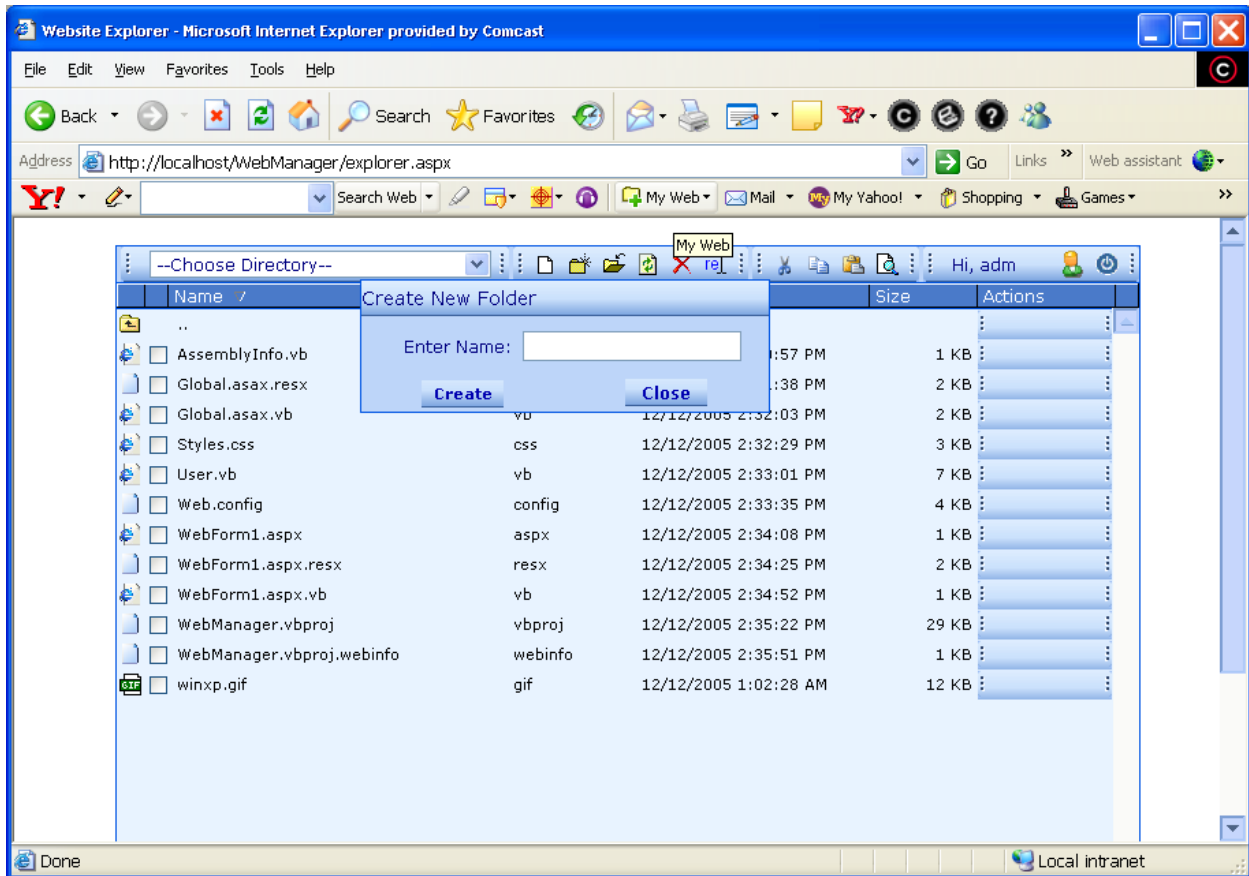 Website Explorer - Microsoft Internet Explorer provided by Comcast
File Edit View Favorites Tools Help
Back Search Favorites
Address http://localhost/WebManager/explorer.aspx Go Links » Web assistant
Y! Search Web My Web Mail My Yahoo! Shopping Games »
My Web
--Choose Directory-- Hi, adm
Name Size Actions
Create New Folder
Enter Name:
Create Close
..
AssemblyInfo.vb :57 PM 1 KB
Global.asax.resx :38 PM 2 KB
Global.asax.vb vb 12/12/2005 2:32:03 PM 2 KB
Styles.css css 12/12/2005 2:32:29 PM 3 KB
User.vb vb 12/12/2005 2:33:01 PM 7 KB
Web.config config 12/12/2005 2:33:35 PM 4 KB
WebForm1.aspx aspx 12/12/2005 2:34:08 PM 1 KB
WebForm1.aspx.resx resx 12/12/2005 2:34:25 PM 2 KB
WebForm1.aspx.vb vb 12/12/2005 2:34:52 PM 1 KB
WebManager.vbproj vbproj 12/12/2005 2:35:22 PM 29 KB
WebManager.vbproj.webinfo webinfo 12/12/2005 2:35:51 PM 1 KB
GIF winxp.gif gif 12/12/2005 1:02:28 AM 12 KB
Done Local intranet